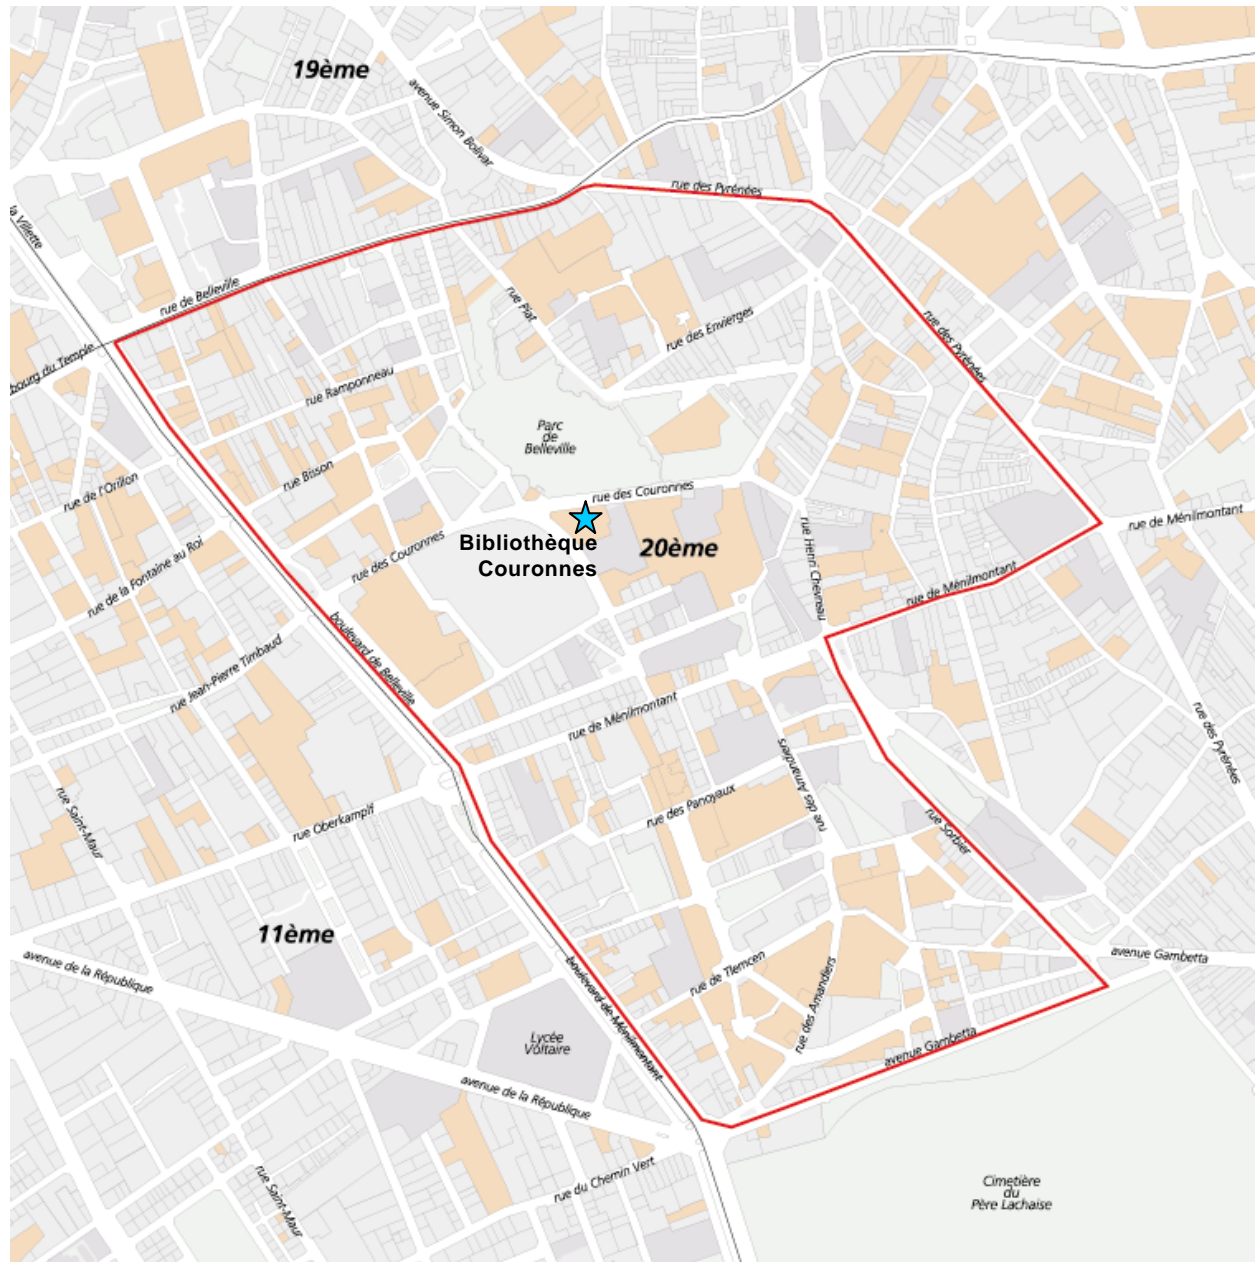 19ème
avenue Simon Bolivar
rue des Pyrénées
la Villette
rue de Belleville
rue Piat
rue des Envierges
rue des Pyrénées
bourg du Temple
rue Ramponneau
Parc
de
Belleville
rue Bisson
rue de l'Orillon
rue des Couronnes
rue de Ménilmontant
Bibliothèque
Couronnes
20ème
rue des Couronnes
rue Henri Chevreau
rue de la Fontaine au Roi
rue de Ménilmontant
boulevard de Belleville
rue Jean-Pierre Timbaud
rue de Ménilmontant
rue des Pyrénées
rue des Amandiers
rue Saint-Maur
rue Oberkampf
rue des Panoyaux
rue Sorbier
11ème
avenue de la République
avenue Gambetta
boulevard de Ménilmontant
rue de Tlemcen
rue des Amandiers
Lycée
Voltaire
avenue Gambetta
avenue de la République
rue du Chemin Vert
rue Saint-Maur
Cimetière
du
Père Lachaise